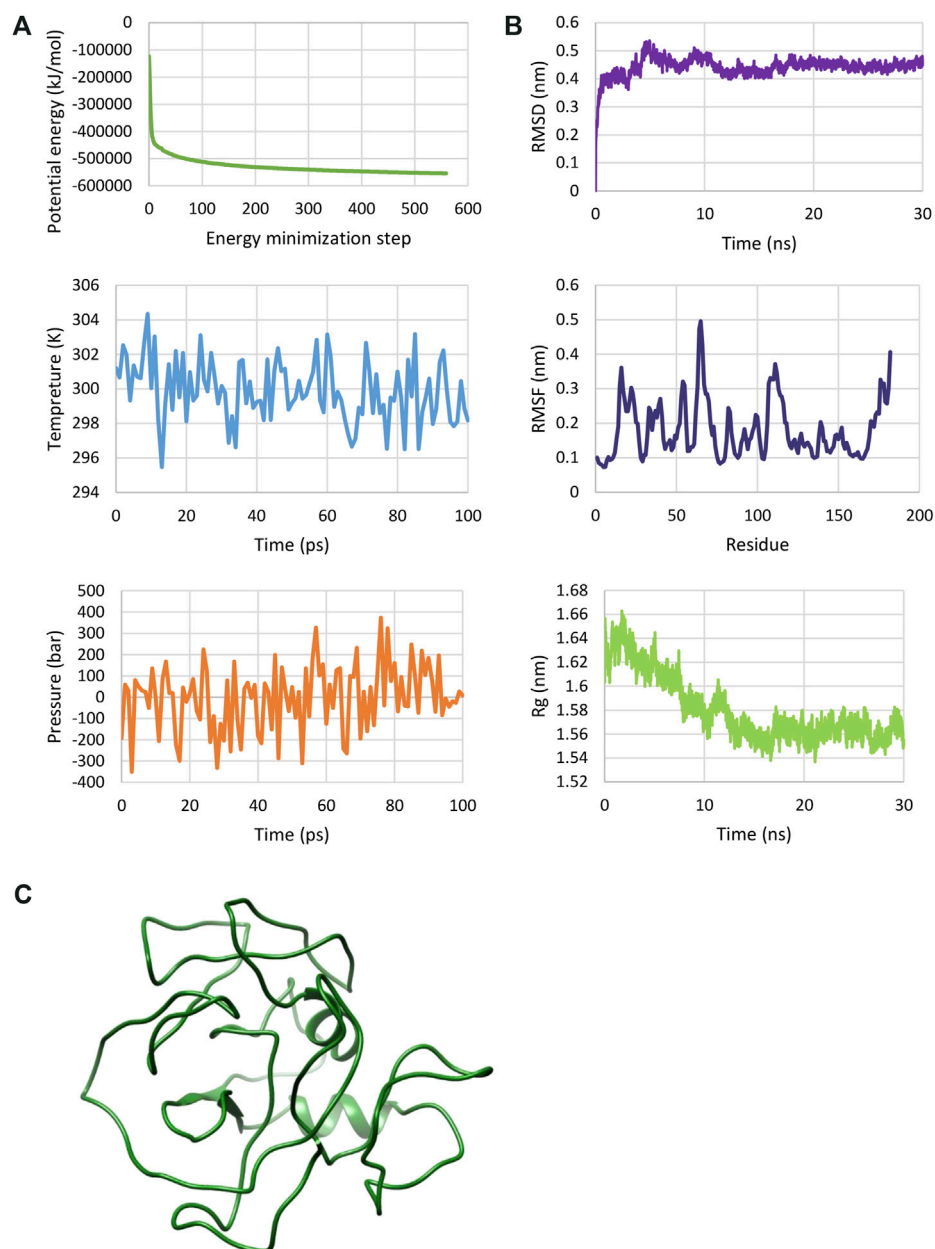 A
Potential energy (kJ/mol)
0
-100000
-200000
-300000
-400000
-500000
-600000
0 100 200 300 400 500 600
Energy minimization step
Tempreture (K)
306
304
302
300
298
296
294
0 20 40 60 80 100
Time (ps)
Pressure (bar)
500
400
300
200
100
0
-100
-200
-300
-400
0 20 40 60 80 100
Time (ps)
B
RMSD (nm)
0.6
0.5
0.4
0.3
0.2
0.1
0
0 10 20 30
Time (ns)
RMSF (nm)
0.6
0.5
0.4
0.3
0.2
0.1
0
0 50 100 150 200
Residue
Rg (nm)
1.68
1.66
1.64
1.62
1.6
1.58
1.56
1.54
1.52
0 10 20 30
Time (ns)
C